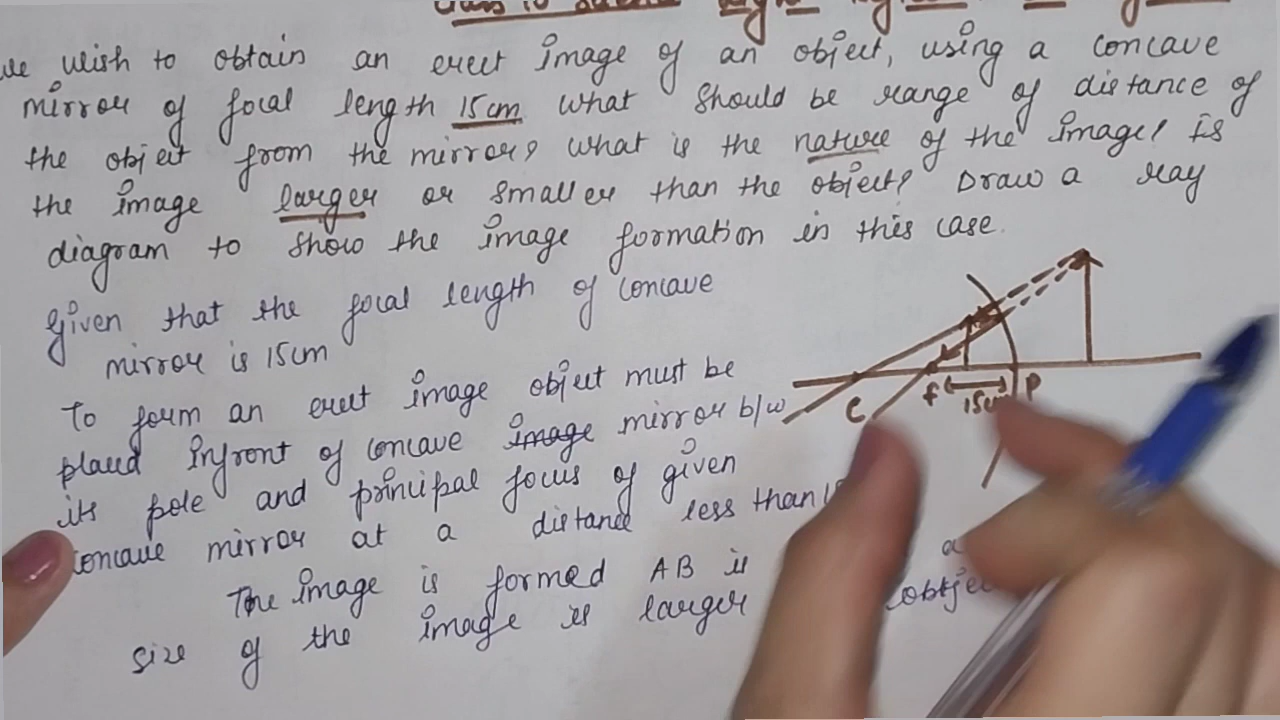 we wish to obtain an erect image of an object, using a concave
mirror of focal length 15cm what should be range of distance of
the object from the mirror? what is the nature of the image? Is
the image larger or smaller than the object? Draw a ray
diagram to show the image formation in this case.
Given that the focal length of concave
mirror is 15cm
To form an erect image object must be
placed infront of concave image mirror b/w
its pole and principal focus of given
concave mirror at a distance less than
The image is formed AB is
size of the image is larger
C
f
P
15cm